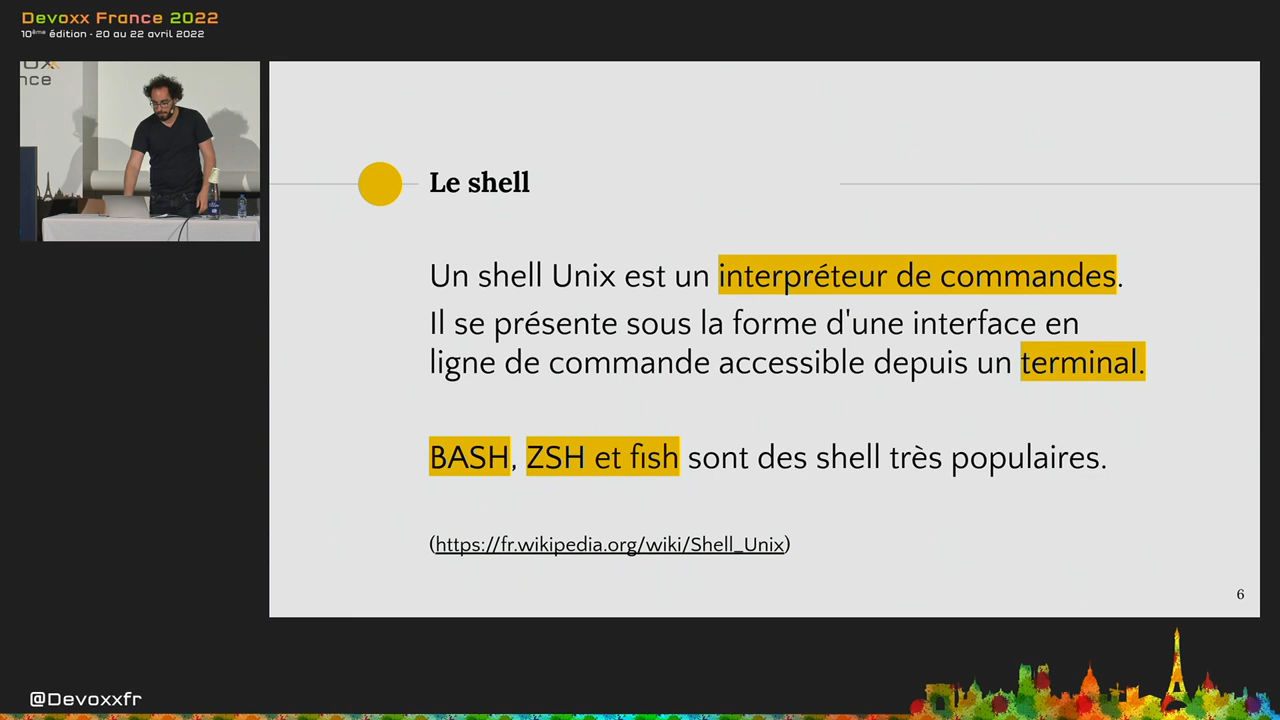 Devoxx France 2022
10ème édition - 20 au 22 avril 2022
nce
Le shell
Un shell Unix est un interpréteur de commandes.
Il se présente sous la forme d'une interface en
ligne de commande accessible depuis un terminal.
BASH, ZSH et fish sont des shell très populaires.
(https://fr.wikipedia.org/wiki/Shell_Unix)
6
@Devoxxfr